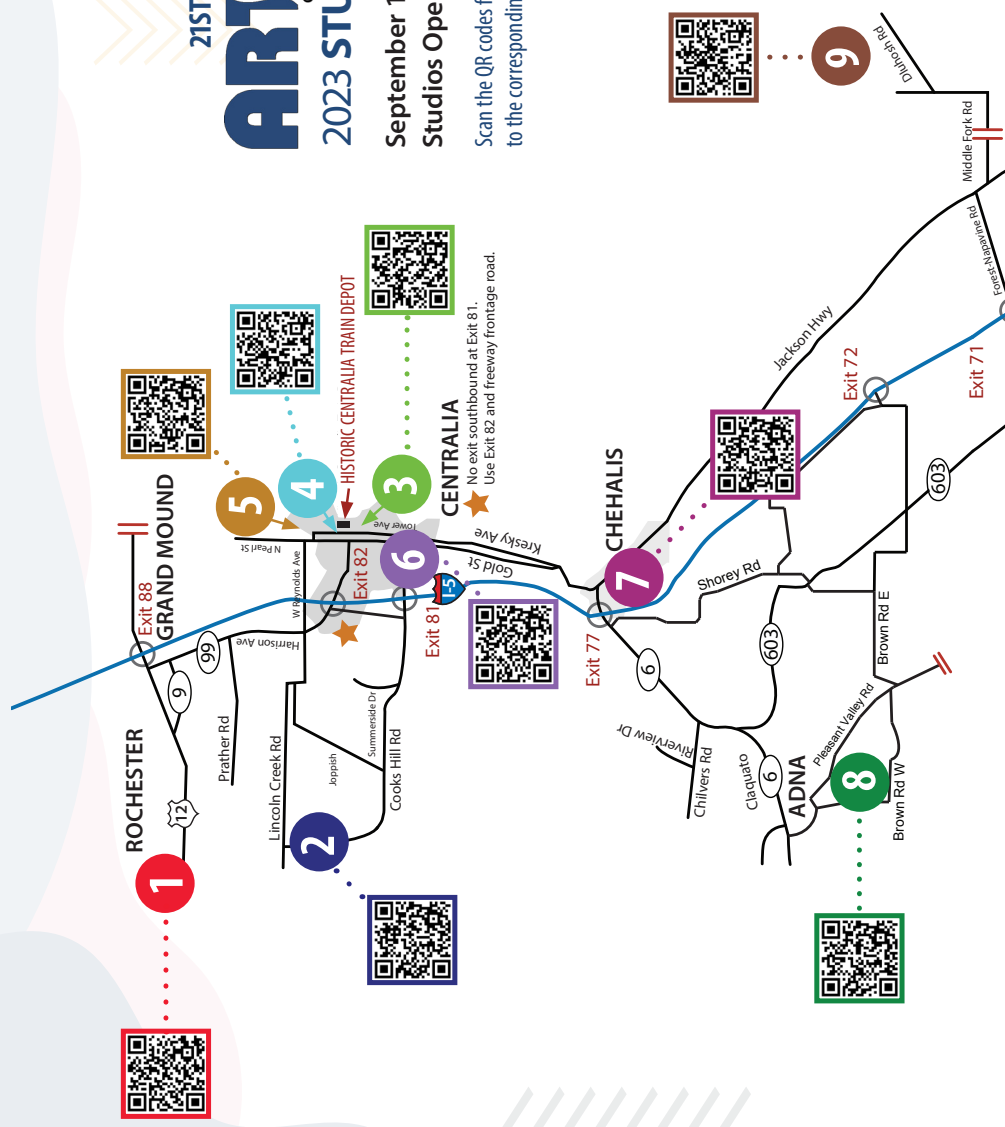 21ST
ART
2023 STU
September 1
Studios Ope
Scan the QR codes f
to the corresponding
1
ROCHESTER
12
9
99
Exit 88
GRAND MOUND
Prather Rd
Harrison Ave
Lincoln Creek Rd
2
Joppish
Summerside Dr
Cooks Hill Rd
W Reynolds Ave
N Pearl St
5
4
HISTORIC CENTRALIA TRAIN DEPOT
Tower Ave
3
Exit 82
6
Exit 81
I-5
CENTRALIA
No exit southbound at Exit 81.
Use Exit 82 and freeway frontage road.
Gold St
Kresky Ave
Exit 77
7
CHEHALIS
6
Riverview Dr
Chilvers Rd
Claquato
6
ADNA
603
Shorey Rd
Pleasant Valley Rd
8
Brown Rd W
Brown Rd E
603
Jackson Hwy
Exit 72
Exit 71
9
Dluhosh Rd
Middle Fork Rd
Forest-Napavine Rd